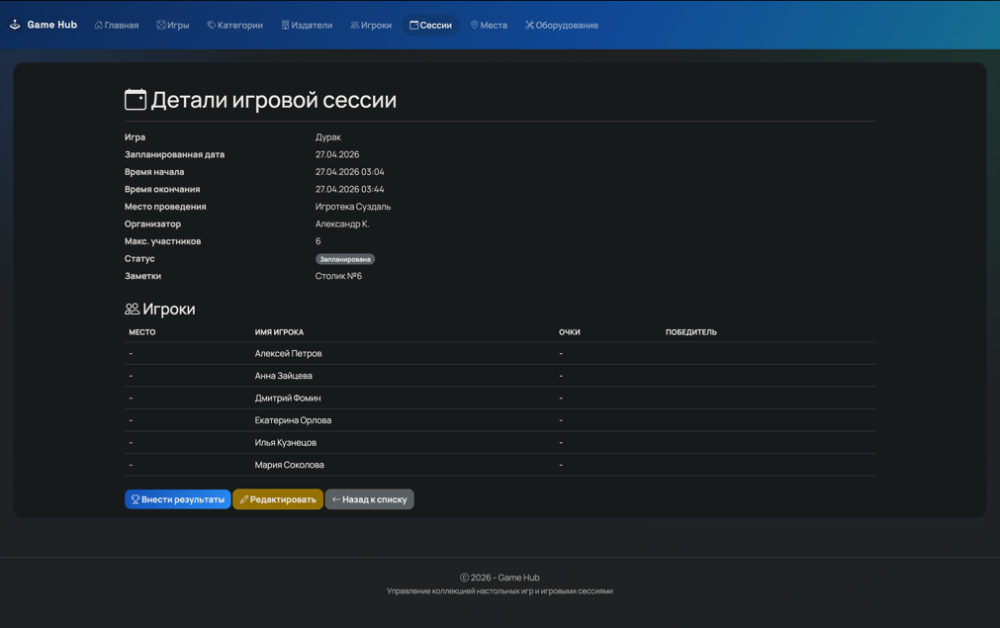 Game Hub Главная Игры Категории Издатели Игроки Сессии Места Оборудование
Детали игровой сессии
Игра Дурак
Запланированная дата 27.04.2026
Время начала 27.04.2026 03:04
Время окончания 27.04.2026 03:44
Место проведения Игротека Суздаль
Организатор Александр К.
Макс. участников 6
Статус Запланирована
Заметки Столик №6
Игроки
МЕСТО ИМЯ ИГРОКА ОЧКИ ПОБЕДИТЕЛЬ
- Алексей Петров -
- Анна Зайцева -
- Дмитрий Фомин -
- Екатерина Орлова -
- Илья Кузнецов -
- Мария Соколова -
Внести результаты Редактировать ← Назад к списку
© 2026 - Game Hub
Управление коллекцией настольных игр и игровыми сессиями